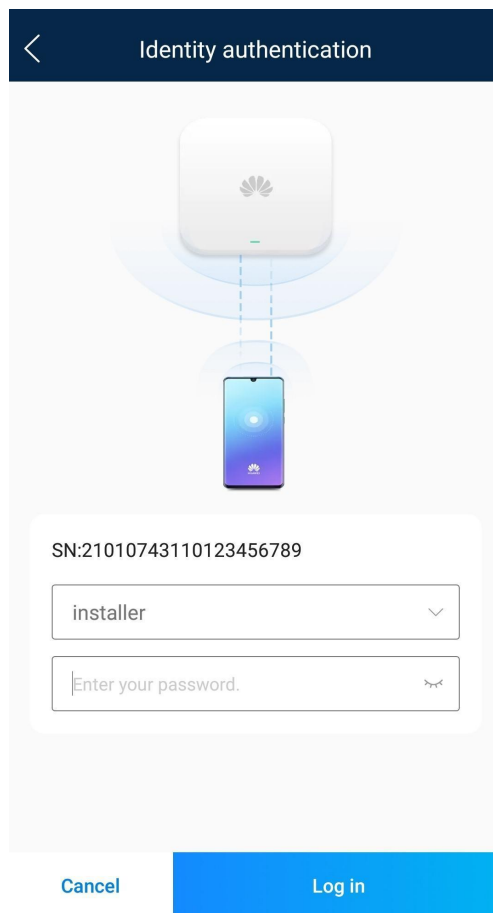 Identity authentication
SN:21010743110123456789
installer
Enter your password.
Cancel
Log in